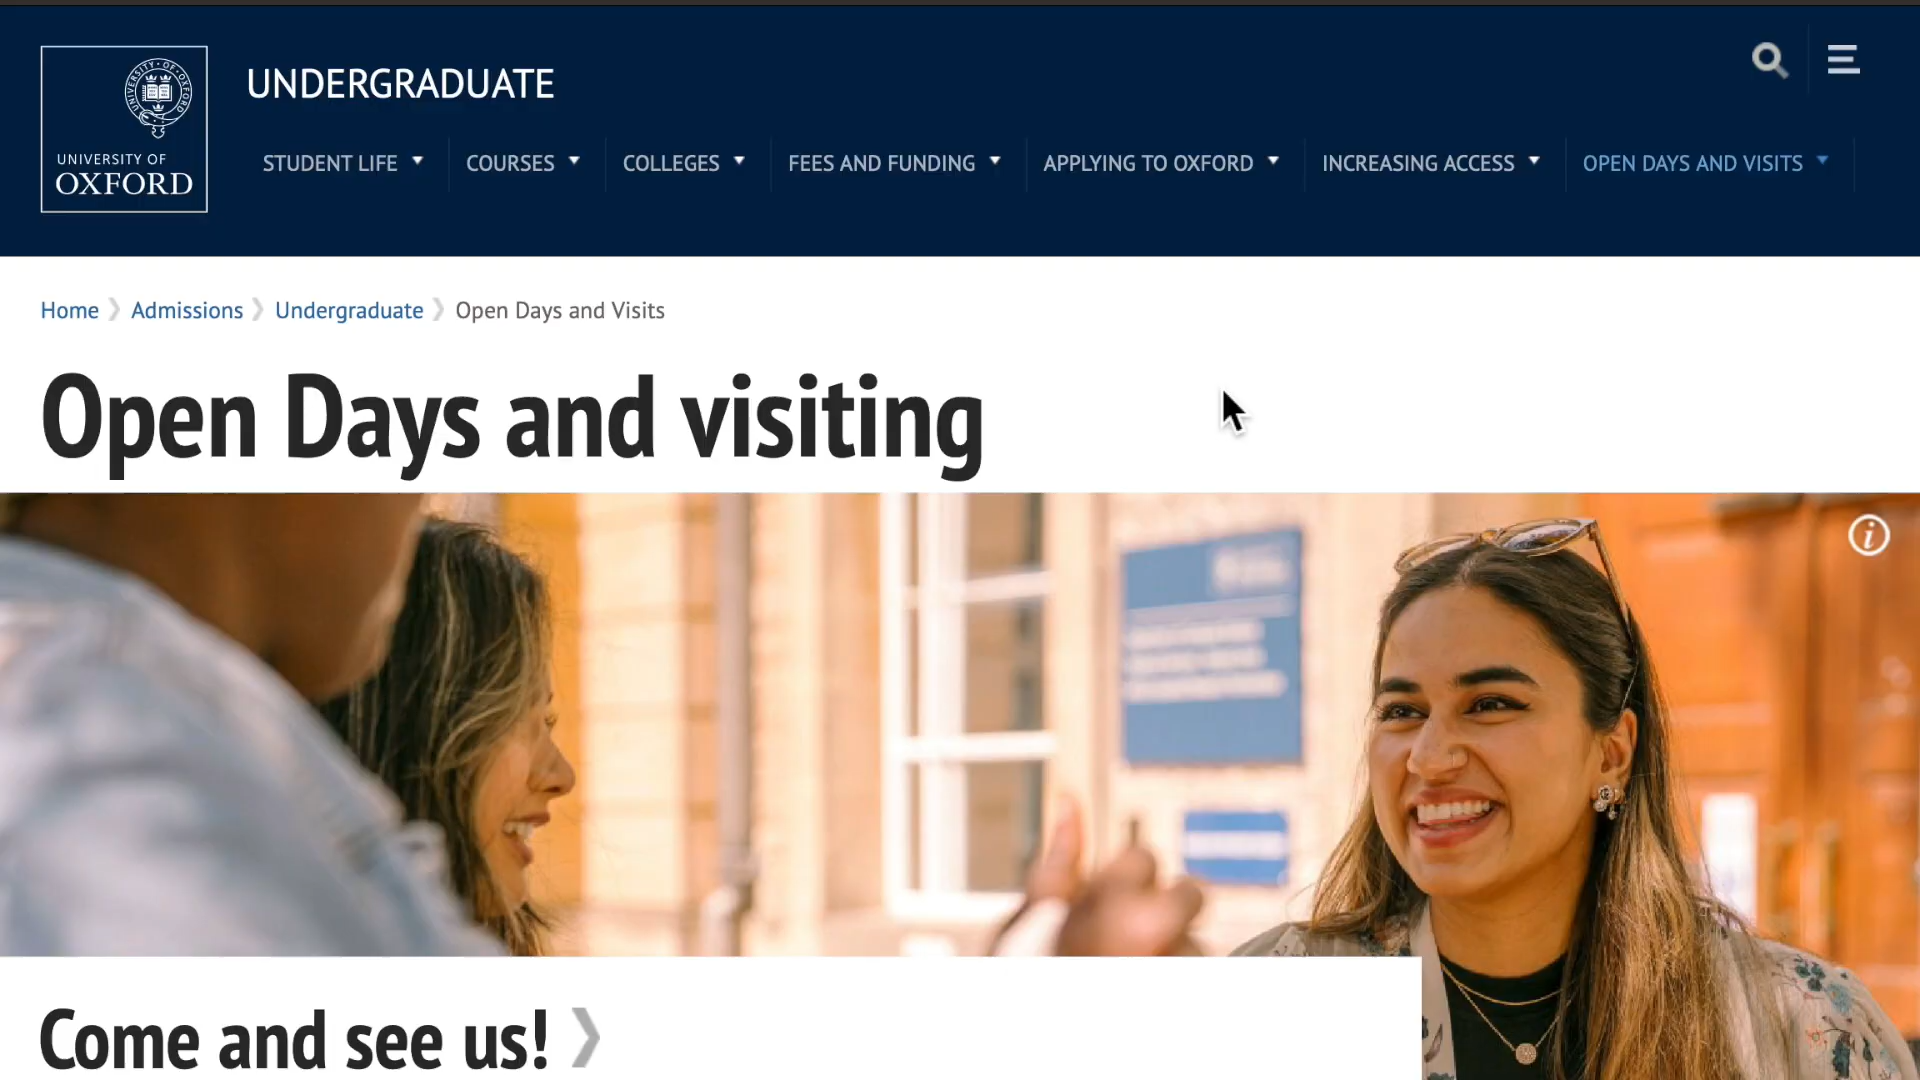 UNIVERSITY OF
OXFORD
UNDERGRADUATE
STUDENT LIFE
COURSES
COLLEGES
FEES AND FUNDING
APPLYING TO OXFORD
INCREASING ACCESS
OPEN DAYS AND VISITS
Home
Admissions
Undergraduate
Open Days and Visits
Open Days and visiting
i
Come and see us!